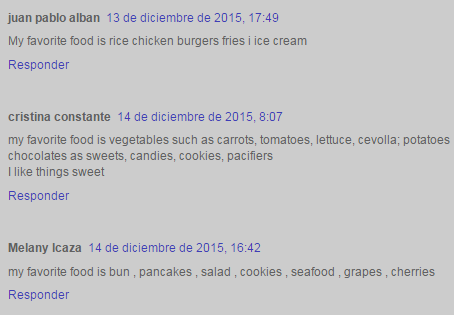 juan pablo alban 13 de diciembre de 2015, 17:49
My favorite food is rice chicken burgers fries i ice cream
Responder
cristina constante 14 de diciembre de 2015, 8:07
my favorite food is vegetables such as carrots, tomatoes, lettuce, cevolla; potatoes
chocolates as sweets, candies, cookies, pacifiers
I like things sweet
Responder
Melany Icaza 14 de diciembre de 2015, 16:42
my favorite food is bun , pancakes , salad , cookies , seafood , grapes , cherries
Responder